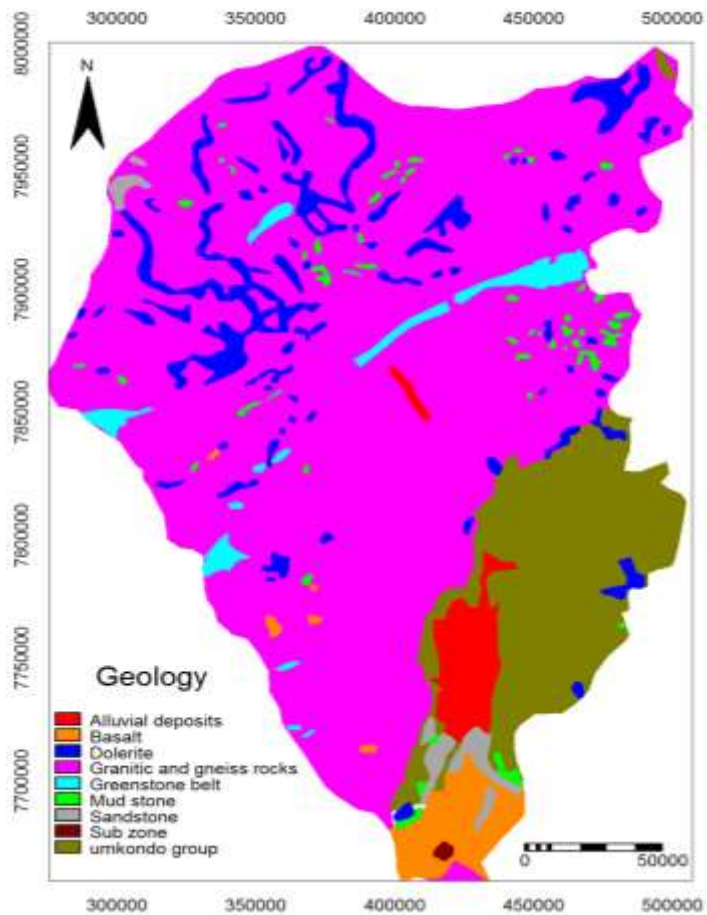 300000 350000 400000 450000 500000
8000000
N
7950000
7900000
7850000
7800000
7750000
7700000
Geology
Alluvial deposits
Basalt
Dolerite
Granitic and gneiss rocks
Greenstone belt
Mud stone
Sandstone
Sub zone
umkondo group
0 50000
300000 350000 400000 450000 500000